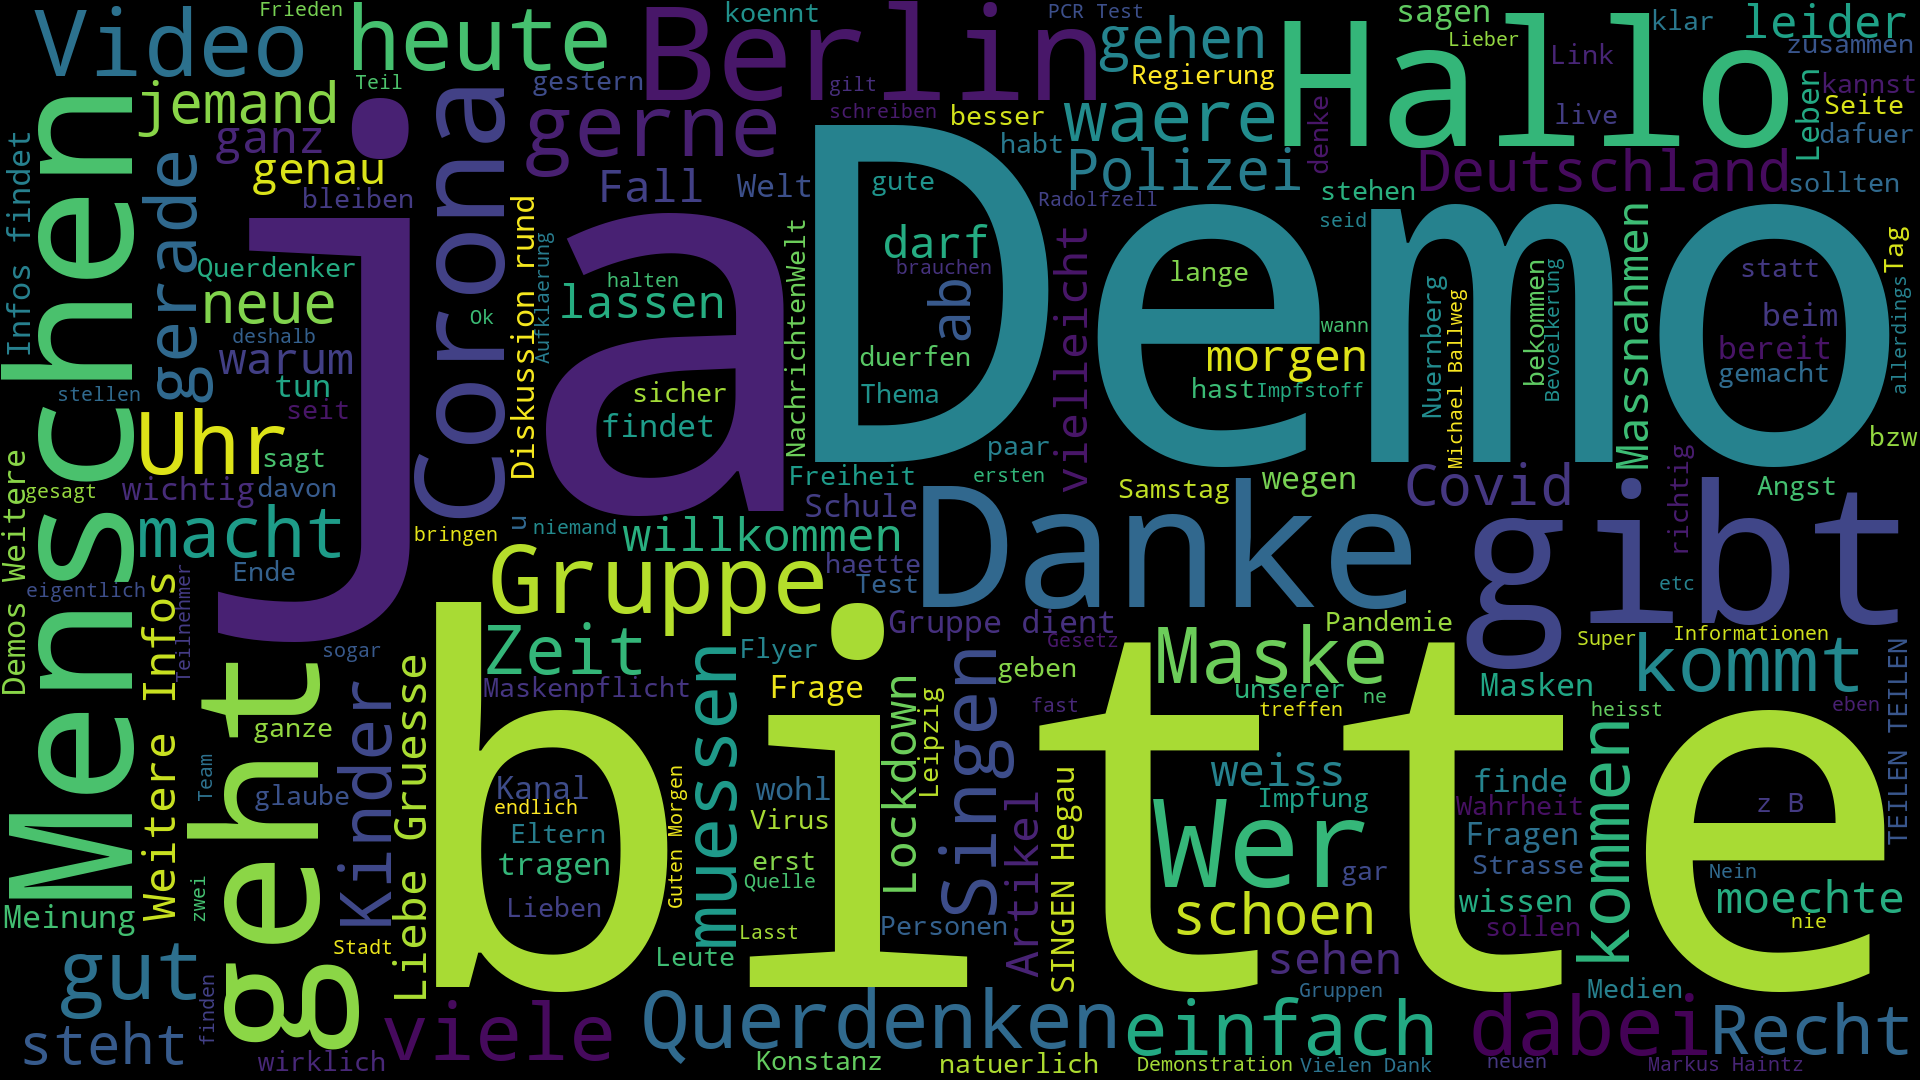 Frieden
Video
heute
Teil
Berlin
koennt
PCR Test
gehen
sagen
Lieber
klar
leider
Hallo
Link
zusammen
jemand
ganz
genau
bleiben
gestern
gerne
gilt
schreiben
besser
Regierung
waere
habt
denke
live
Leben
kannst
Seite
dafuer
Infos findet
Menschen
gerade
Corona
Fall
Welt
gute
Polizei
Radolfzell
stehen
seid
Deutschland
sollten
Querdenker
neue
deshalb
warum
tun
seit
stellen
ja
Diskussion rund
Aufklaerung
Ok
halten
lassen
sicher
findet
NachrichtenWelt
Demo
darf
brauchen
ab
duerfen
Thema
vielleicht
lange
wann
morgen
hast
Impfstoff
Nuernberg
Michael Ballweg
bekommen
Bevoelkerung
Massnahmen
statt
Tag
beim
bereit
gemacht
allerdings
Uhr
sagt
gesagt
wichtig
davon
Demos Weitere
macht
Ende
eigentlich
bringen
u
niemand
willkommen
Freiheit
Schule
paar
ersten
Samstag
wegen
Covid
richtig
Angst
bzw
haette
Test
Danke
gibt
etc
Gruppe
Gruppe dient
Gesetz
Pandemie
Super
Informationen
Weitere Infos
Teilnehmer
sogar
geht
Zeit
Maskenpflicht
muessen
Flyer
Frage
bitte
Singen
geben
fast
Maske
unserer
ne
treffen
Masken
heisst
kommt
eben
TEILEN TEILEN
ganze
Team
glaube
Kinder
Liebe Gruesse
Kanal
endlich
Eltern
tragen
Lieben
Guten Morgen
wohl
Virus
erst
Quelle
Lasst
Lockdown
Leipzig
Artikel
SINGEN Hegau
weiss
Impfung
Wer
gar
schoen
finde
Wahrheit
Fragen
Strasse
wissen
sollen
kommen
z B
Nein
moechte
nie
Meinung
zwei
Stadt
gut
steht
finden
wirklich
viele
Leute
Personen
Querdenken
Konstanz
natuerlich
sehen
Gruppen
einfach
Demonstration
Vielen Dank
Medien
dabei
neuen
Recht
Markus Haintz